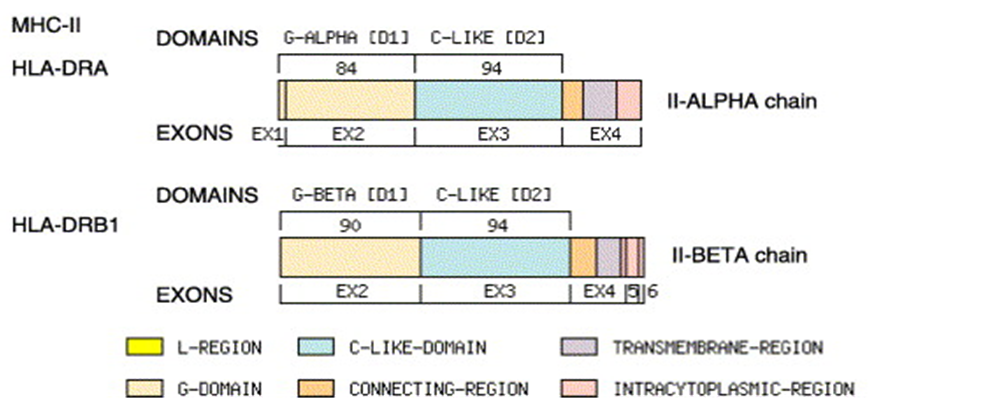 MHC-II
DOMAINS G-ALPHA [D1] C-LIKE [D2]
HLA-DRA 84 94
II-ALPHA chain
EXONS EX1 EX2 EX3 EX4
DOMAINS G-BETA [D1] C-LIKE [D2]
HLA-DRB1 90 94
II-BETA chain
EXONS EX2 EX3 EX4 5 6
L-REGION C-LIKE-DOMAIN TRANSMEMBRANE-REGION
G-DOMAIN CONNECTING-REGION INTRACYTOPLASMIC-REGION